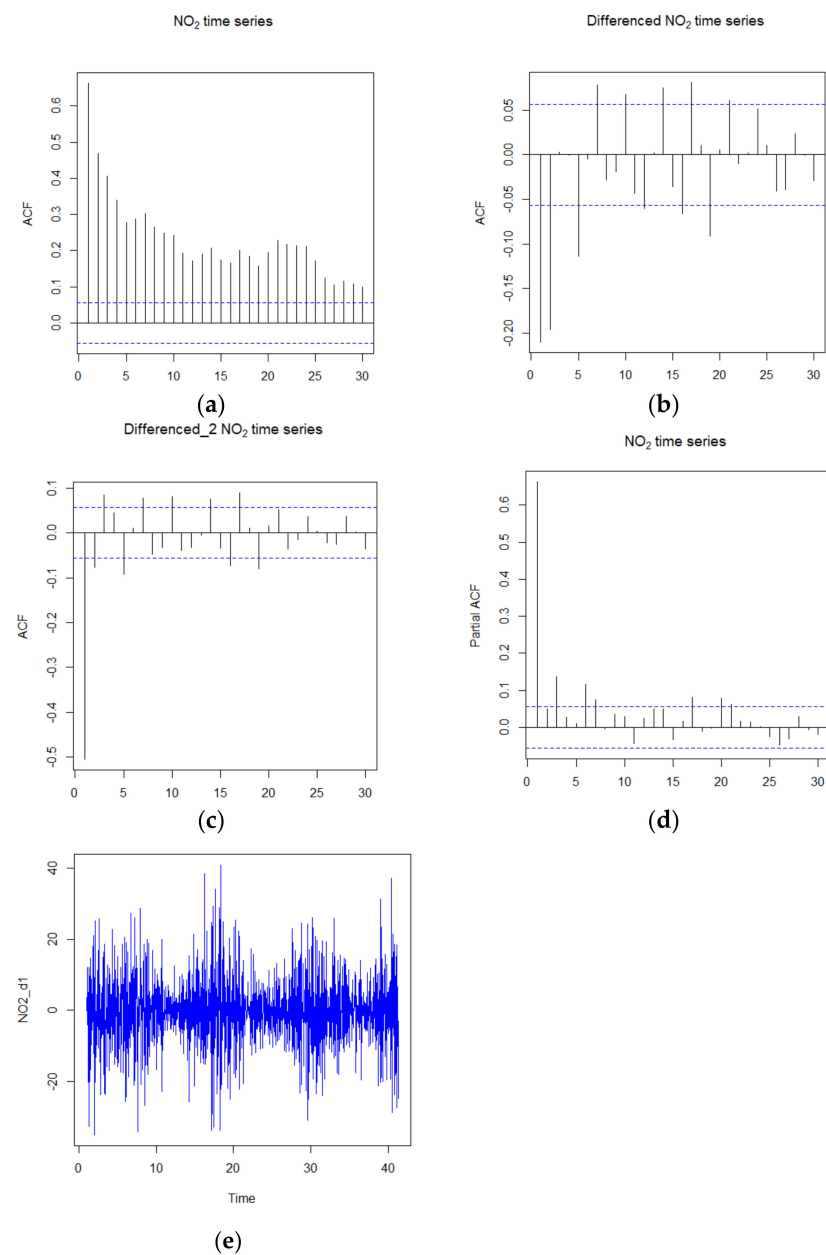 NO₂ time series
ACF
0.0 0.1 0.2 0.3 0.4 0.5 0.6
0 5 10 15 20 25 30
(a)
Differenced NO₂ time series
ACF
-0.20 -0.15 -0.10 -0.05 0.00 0.05
0 5 10 15 20 25 30
(b)
Differenced_2 NO₂ time series
ACF
-0.5 -0.4 -0.3 -0.2 -0.1 0.0 0.1
0 5 10 15 20 25 30
(c)
NO₂ time series
Partial ACF
0.0 0.1 0.2 0.3 0.4 0.5 0.6
0 5 10 15 20 25 30
(d)
NO2_d1
-20 0 20 40
0 10 20 30 40
Time
(e)